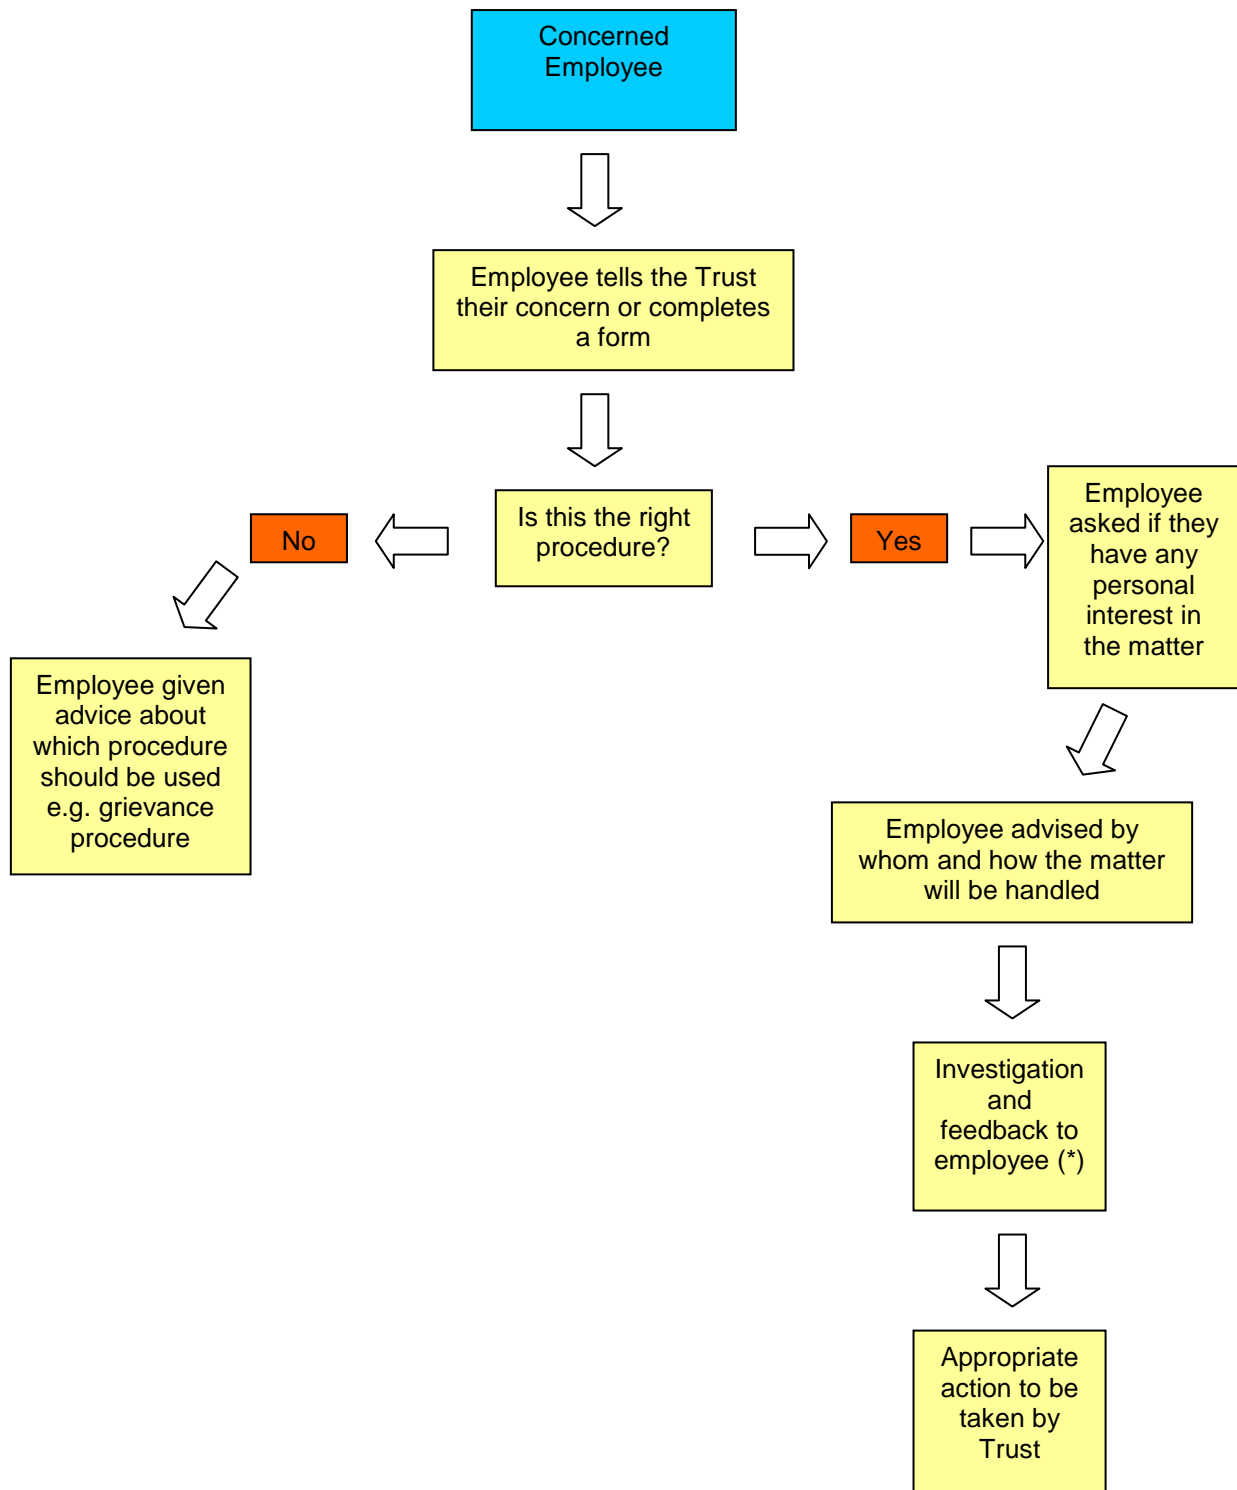 Concerned
Employee
Employee tells the Trust
their concern or completes
a form
Is this the right
procedure?
No
Yes
Employee
asked if they
have any
personal
interest in
the matter
Employee given
advice about
which procedure
should be used
e.g. grievance
procedure
Employee advised by
whom and how the matter
will be handled
Investigation
and
feedback to
employee (*)
Appropriate
action to be
taken by
Trust